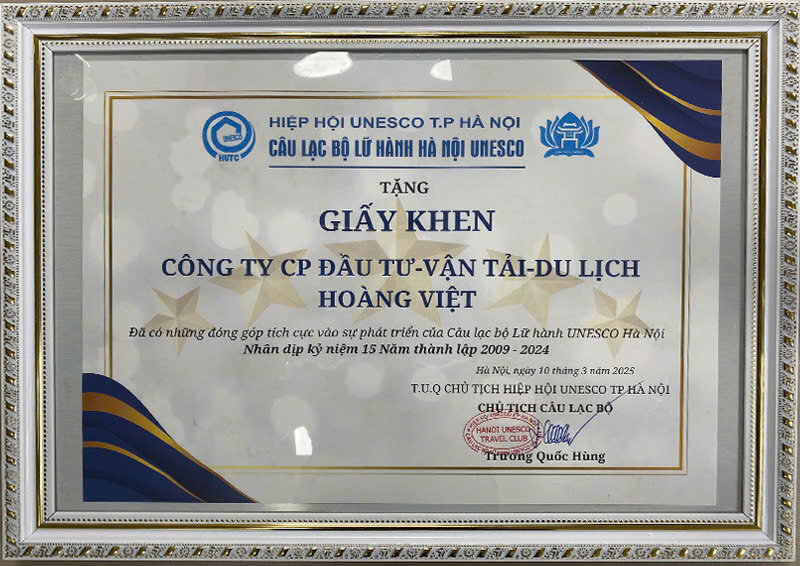 HIỆP HỘI UNESCO T.P HÀ NỘI
CÂU LẠC BỘ LỮ HÀNH HÀ NỘI UNESCO
UNESCO
HUTC
TẶNG
GIẤY KHEN
CÔNG TY CP ĐẦU TƯ-VẬN TẢI-DU LỊCH
HOÀNG VIỆT
Đã có những đóng góp tích cực vào sự phát triển của Câu lạc bộ Lữ hành UNESCO Hà Nội
Nhân dịp kỷ niệm 15 Năm thành lập 2009 - 2024
Hà Nội, ngày 10 tháng 3 năm 2025
T.U.Q CHỦ TỊCH HIỆP HỘI UNESCO TP HÀ NỘI
CHỦ TỊCH CÂU LẠC BỘ
HANOI UNESCO
TRAVEL CLUB
Trương Quốc Hùng